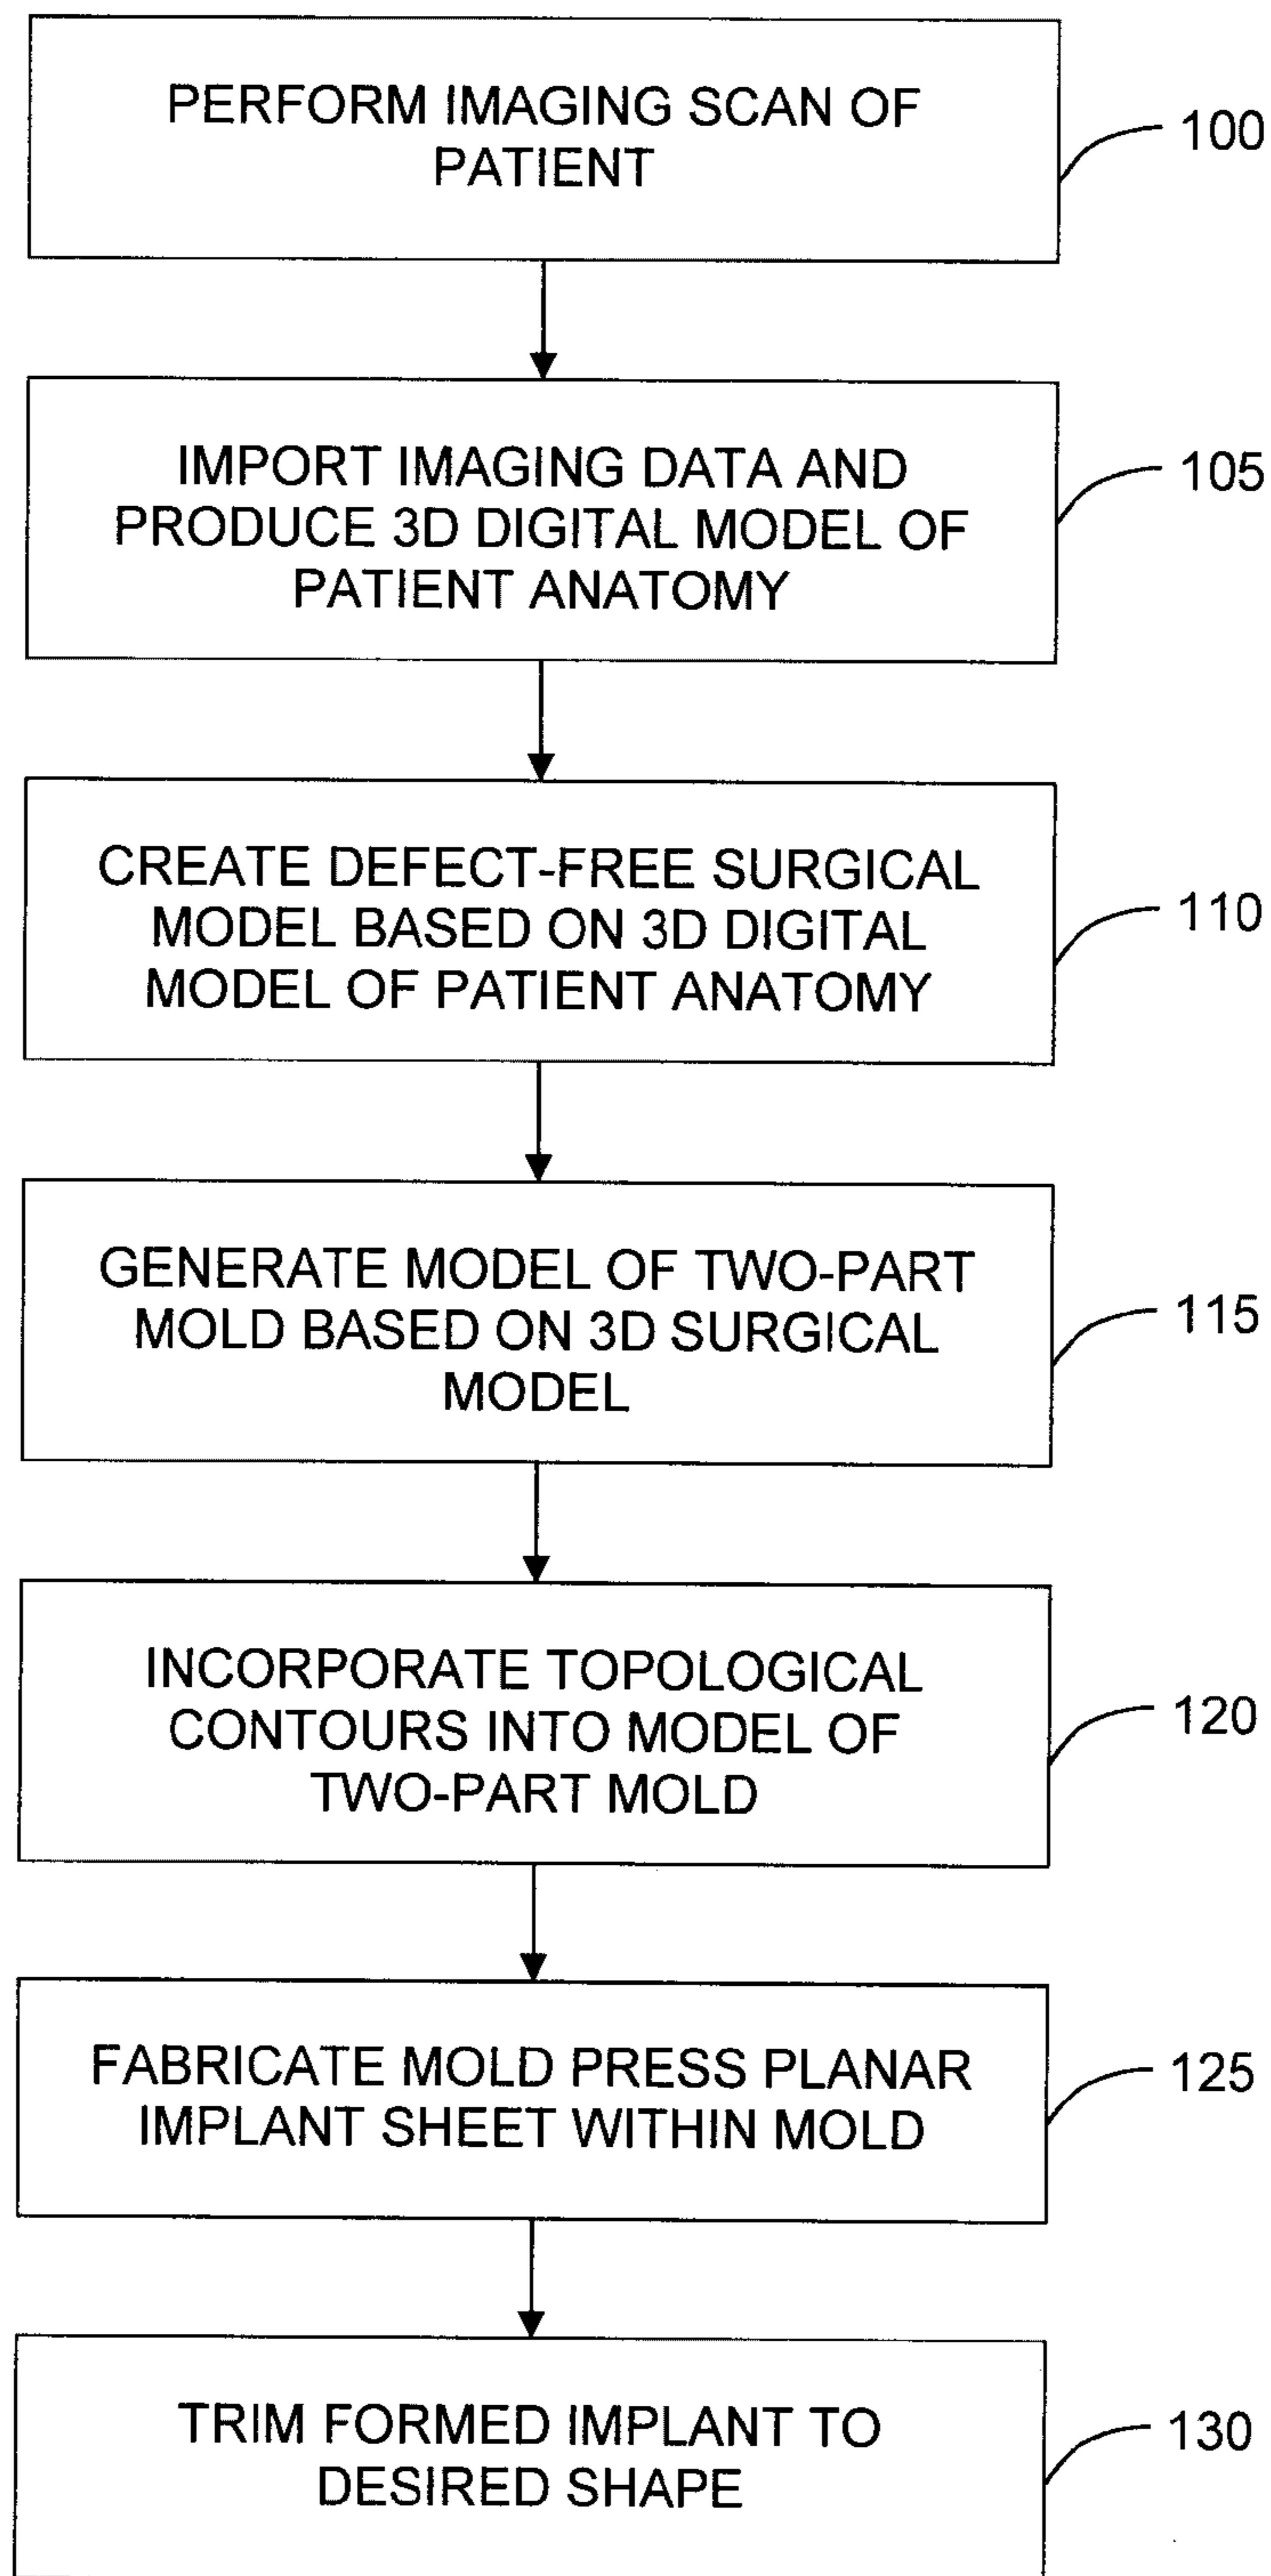 PERFORM IMAGING SCAN OF
PATIENT
100
IMPORT IMAGING DATA AND
PRODUCE 3D DIGITAL MODEL OF
PATIENT ANATOMY
105
CREATE DEFECT-FREE SURGICAL
MODEL BASED ON 3D DIGITAL
MODEL OF PATIENT ANATOMY
110
GENERATE MODEL OF TWO-PART
MOLD BASED ON 3D SURGICAL
MODEL
115
INCORPORATE TOPOLOGICAL
CONTOURS INTO MODEL OF
TWO-PART MOLD
120
FABRICATE MOLD PRESS PLANAR
IMPLANT SHEET WITHIN MOLD
125
TRIM FORMED IMPLANT TO
DESIRED SHAPE
130